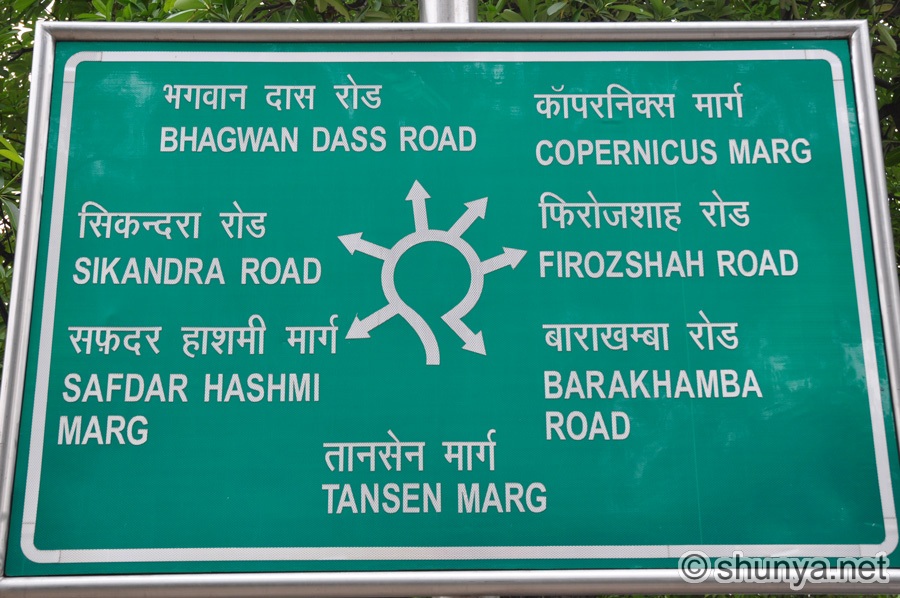 भगवान दास रोड
BHAGWAN DASS ROAD
कॉपरनिक्स मार्ग
COPERNICUS MARG
सिकन्दरा रोड
SIKANDRA ROAD
फिरोजशाह रोड
FIROZSHAH ROAD
सफ़दर हाशमी मार्ग
SAFDAR HASHMI
MARG
बाराखम्बा रोड
BARAKHAMBA
ROAD
तानसेन मार्ग
TANSEN MARG
© shunya.net